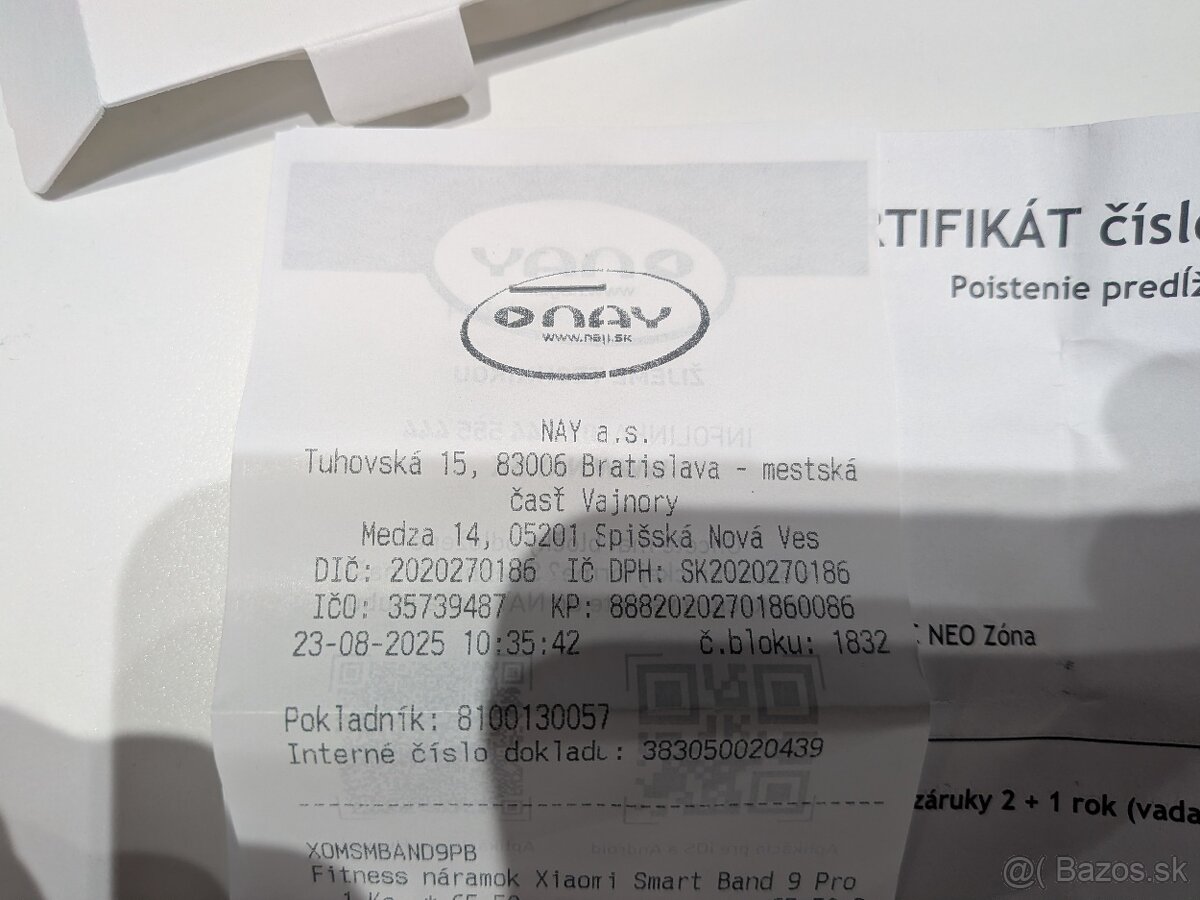 NAY
www.nay.sk
NAY a.s.
Tuhovská 15, 83006 Bratislava - mestská
časť Vajnory
Medza 14, 05201 Spišská Nová Ves
DIČ: 2020270186 IČ DPH: SK2020270186
IČO: 35739487 KP: 88820202701860086
23-08-2025 10:35:42 č.bloku: 1832
Pokladník: 8100130057
Interné číslo dokladu: 383050020439
XOMSMBAND9PB
Fitness náramok Xiaomi Smart Band 9 Pro
RTIFIKÁT číslo
Poistenie predĺž
NEO Zóna
záruky 2 + 1 rok (vada
@( Bazos.sk